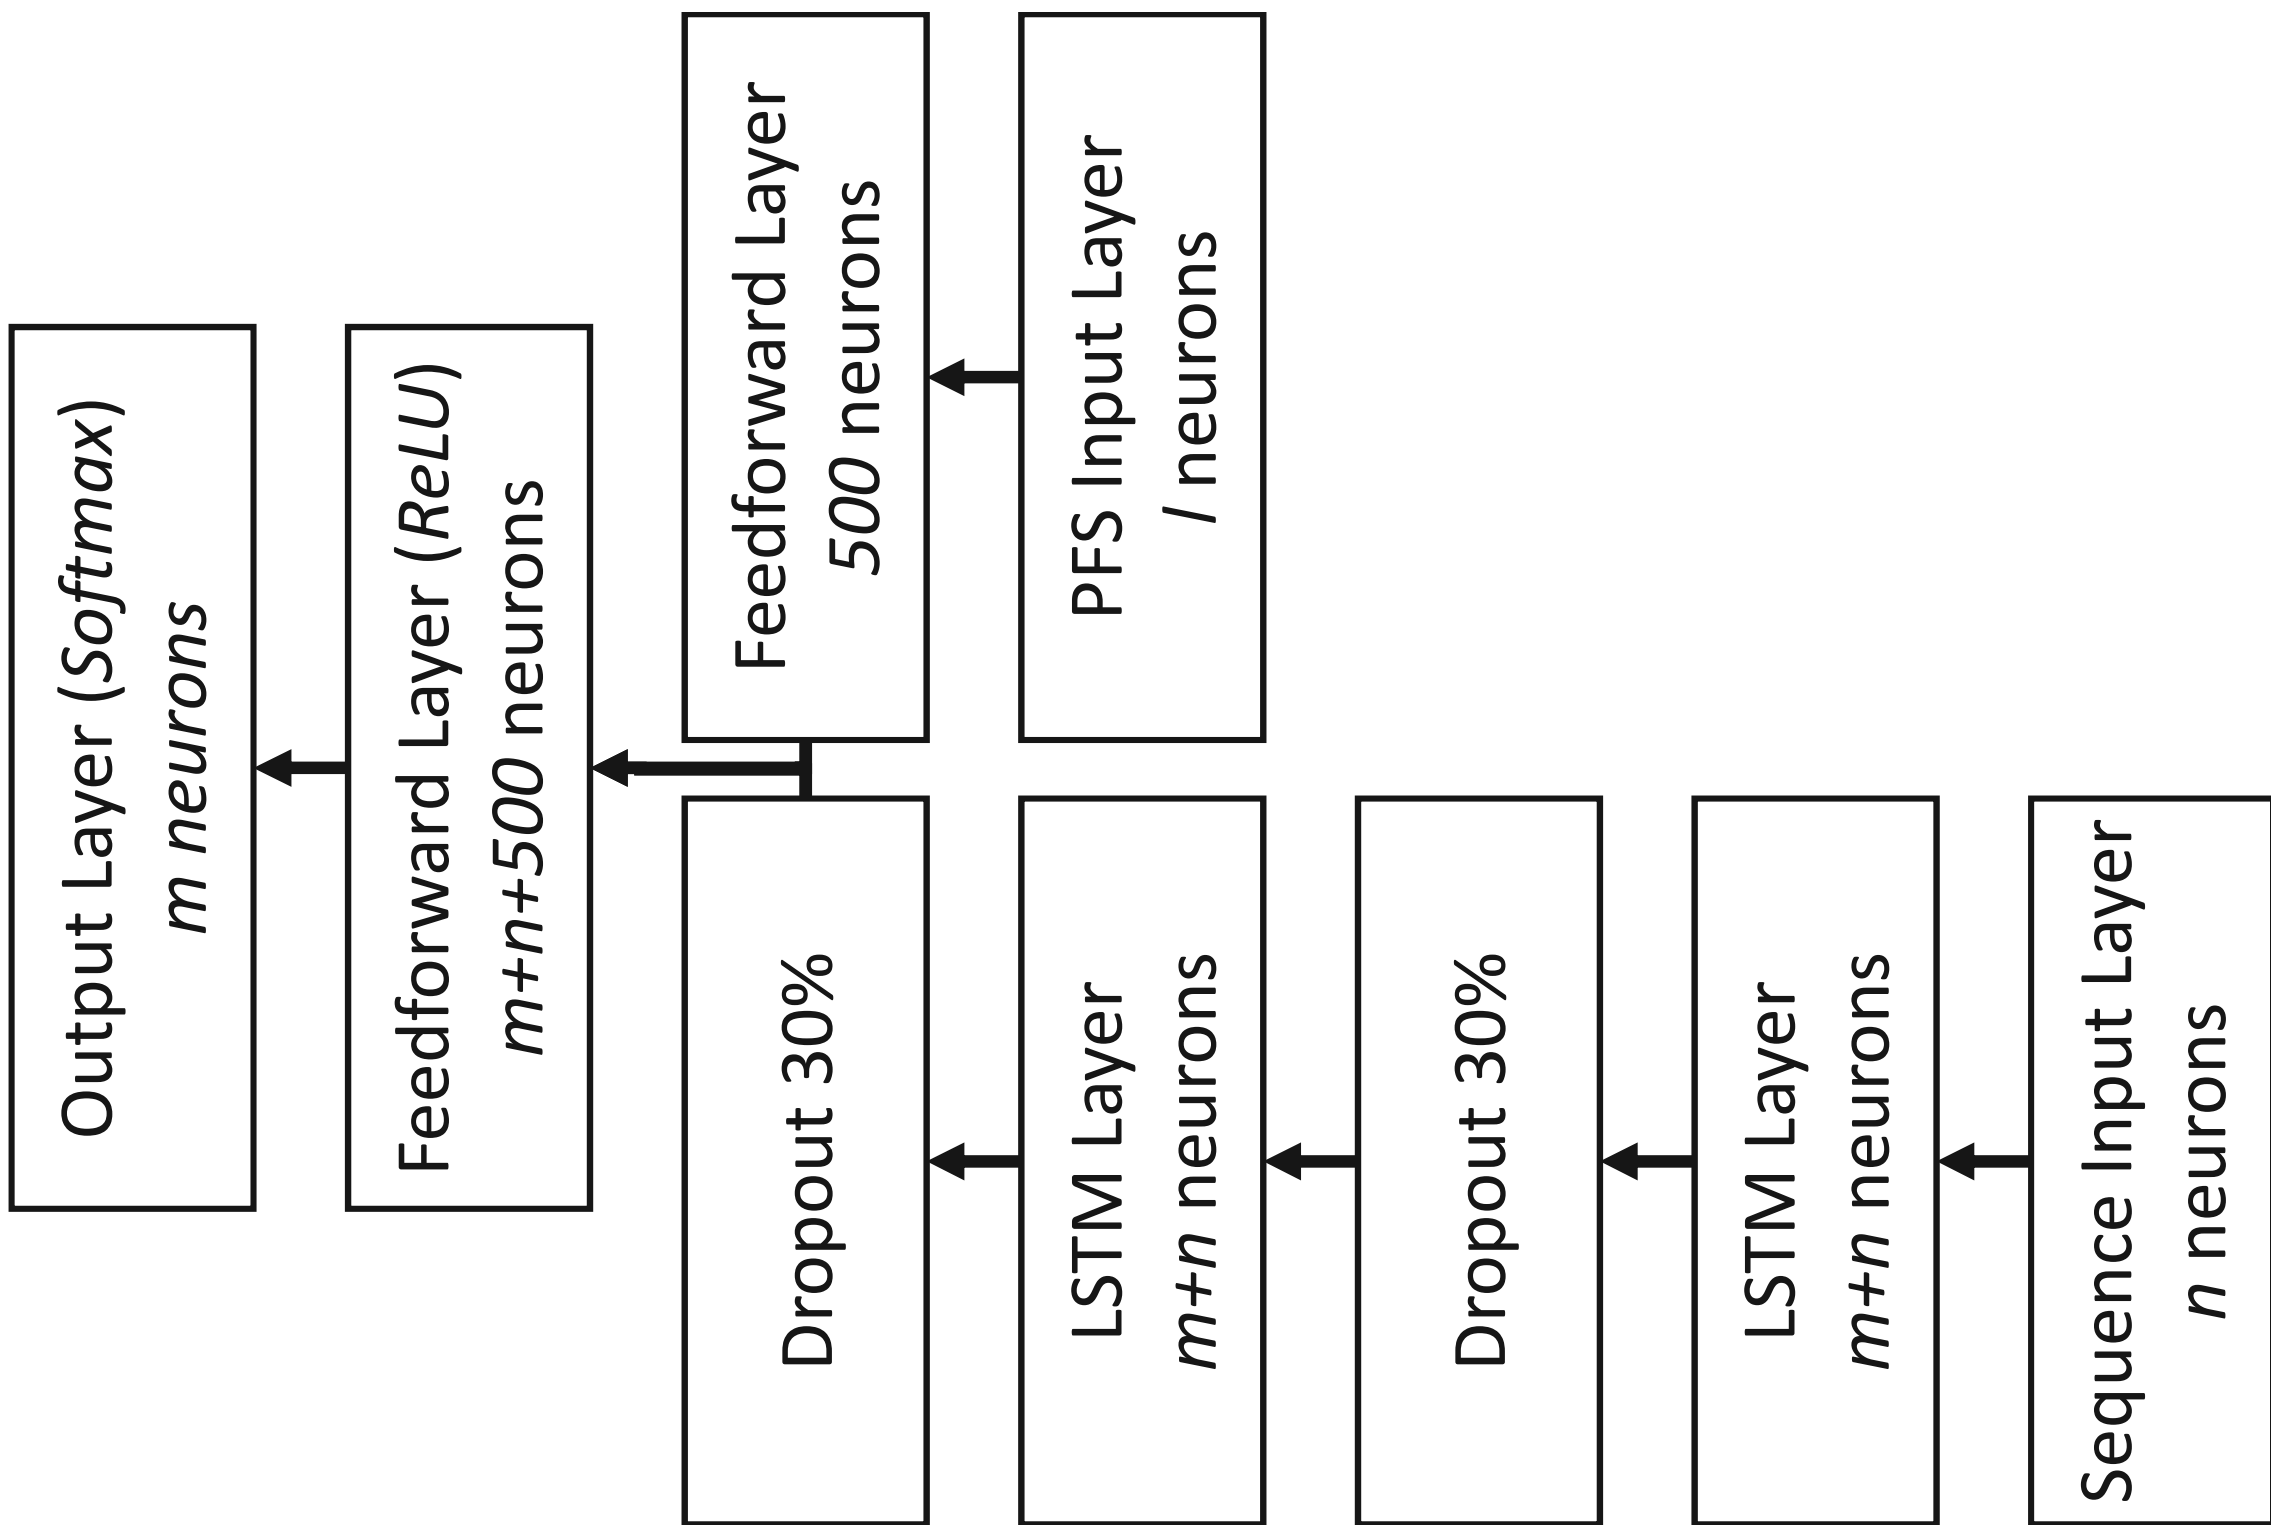 Output Layer (Softmax)
m neurons
Feedforward Layer (ReLU)
m+n+500 neurons
Dropout 30%
Feedforward Layer
500 neurons
LSTM Layer
m+n neurons
PFS Input Layer
l neurons
Dropout 30%
LSTM Layer
m+n neurons
Sequence Input Layer
n neurons